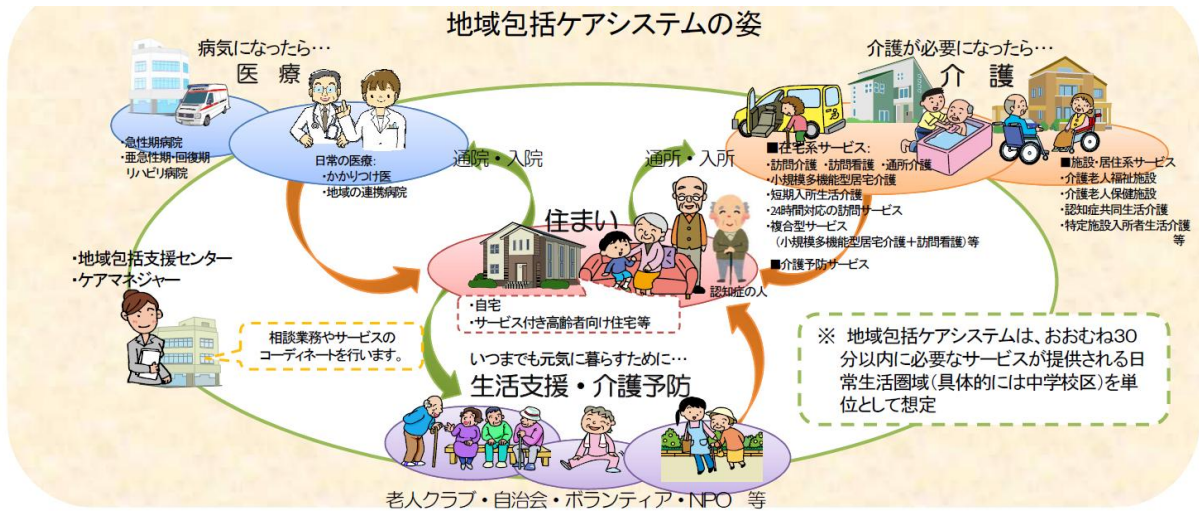 地域包括ケアシステムの姿
病気になったら…
医 療
・急性期病院
・亜急性期・回復期
リハビリ病院
日常の医療：
・かかりつけ医
・地域の連携病院
通院・入院
通所・入所
介護が必要になったら…
介 護
■在宅系サービス：
・訪問介護 ・訪問看護 ・通所介護
・小規模多機能型居宅介護
・短期入所生活介護
・24時間対応の訪問サービス
・複合型サービス
（小規模多機能型居宅介護＋訪問看護）等
■介護予防サービス
■施設・居住系サービス
・介護老人福祉施設
・介護老人保健施設
・認知症共同生活介護
・特定施設入所者生活介護
等
住まい
認知症の人
・自宅
・サービス付き高齢者向け住宅等
・地域包括支援センター
・ケアマネジャー
相談業務やサービスの
コーディネートを行います。
いつまでも元気に暮らすために…
生活支援・介護予防
老人クラブ・自治会・ボランティア・NPO 等
※ 地域包括ケアシステムは、おおむね30
分以内に必要なサービスが提供される日
常生活圏域（具体的には中学校区）を単
位として想定